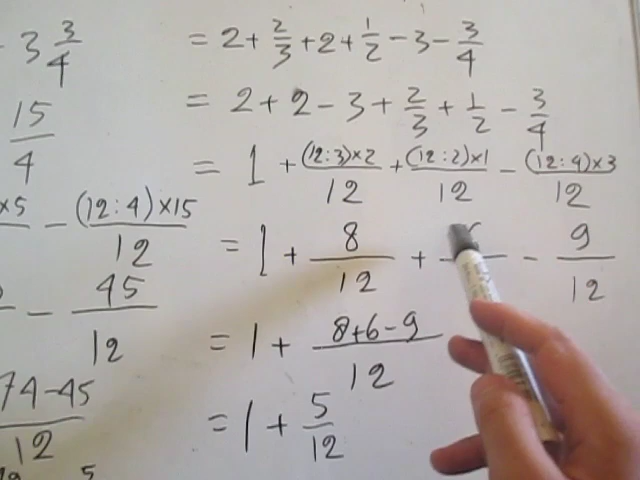 - 3 3/4
= 2 + 2/3 + 2 + 1/2 - 3 - 3/4
15/4
= 2 + 2 - 3 + 2/3 + 1/2 - 3/4
= 1 + (12:3)×2/12 + (12:2)×1/12 - (12:4)×3/12
×5 - (12:4)×15/12
= 1 + 8/12 + - 9/12
- 45/12
= 1 + 8+6-9/12
74-45/12
= 1 + 5/12